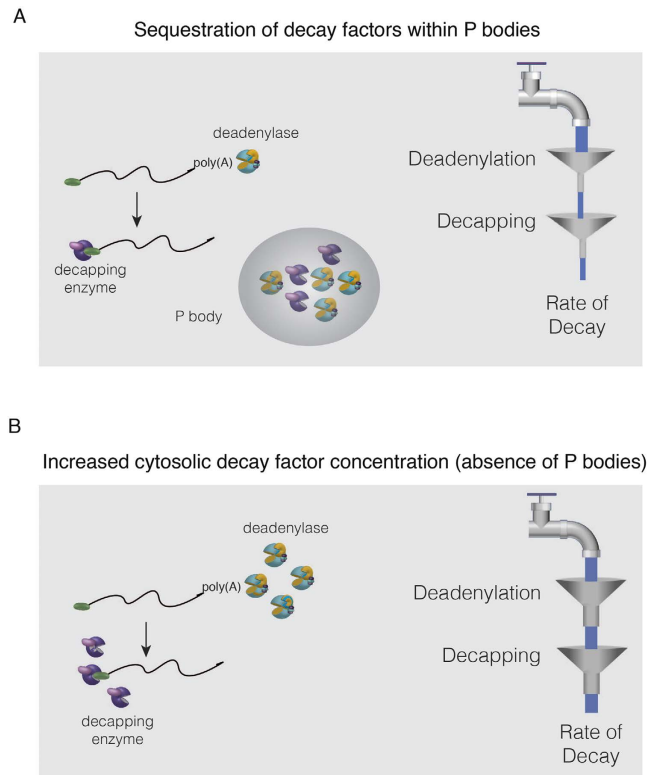 A
Sequestration of decay factors within P bodies
deadenylase
poly(A)
Deadenylation
Decapping
decapping
enzyme
P body
Rate of
Decay
B
Increased cytosolic decay factor concentration (absence of P bodies)
deadenylase
poly(A)
Deadenylation
Decapping
decapping
enzyme
Rate of
Decay